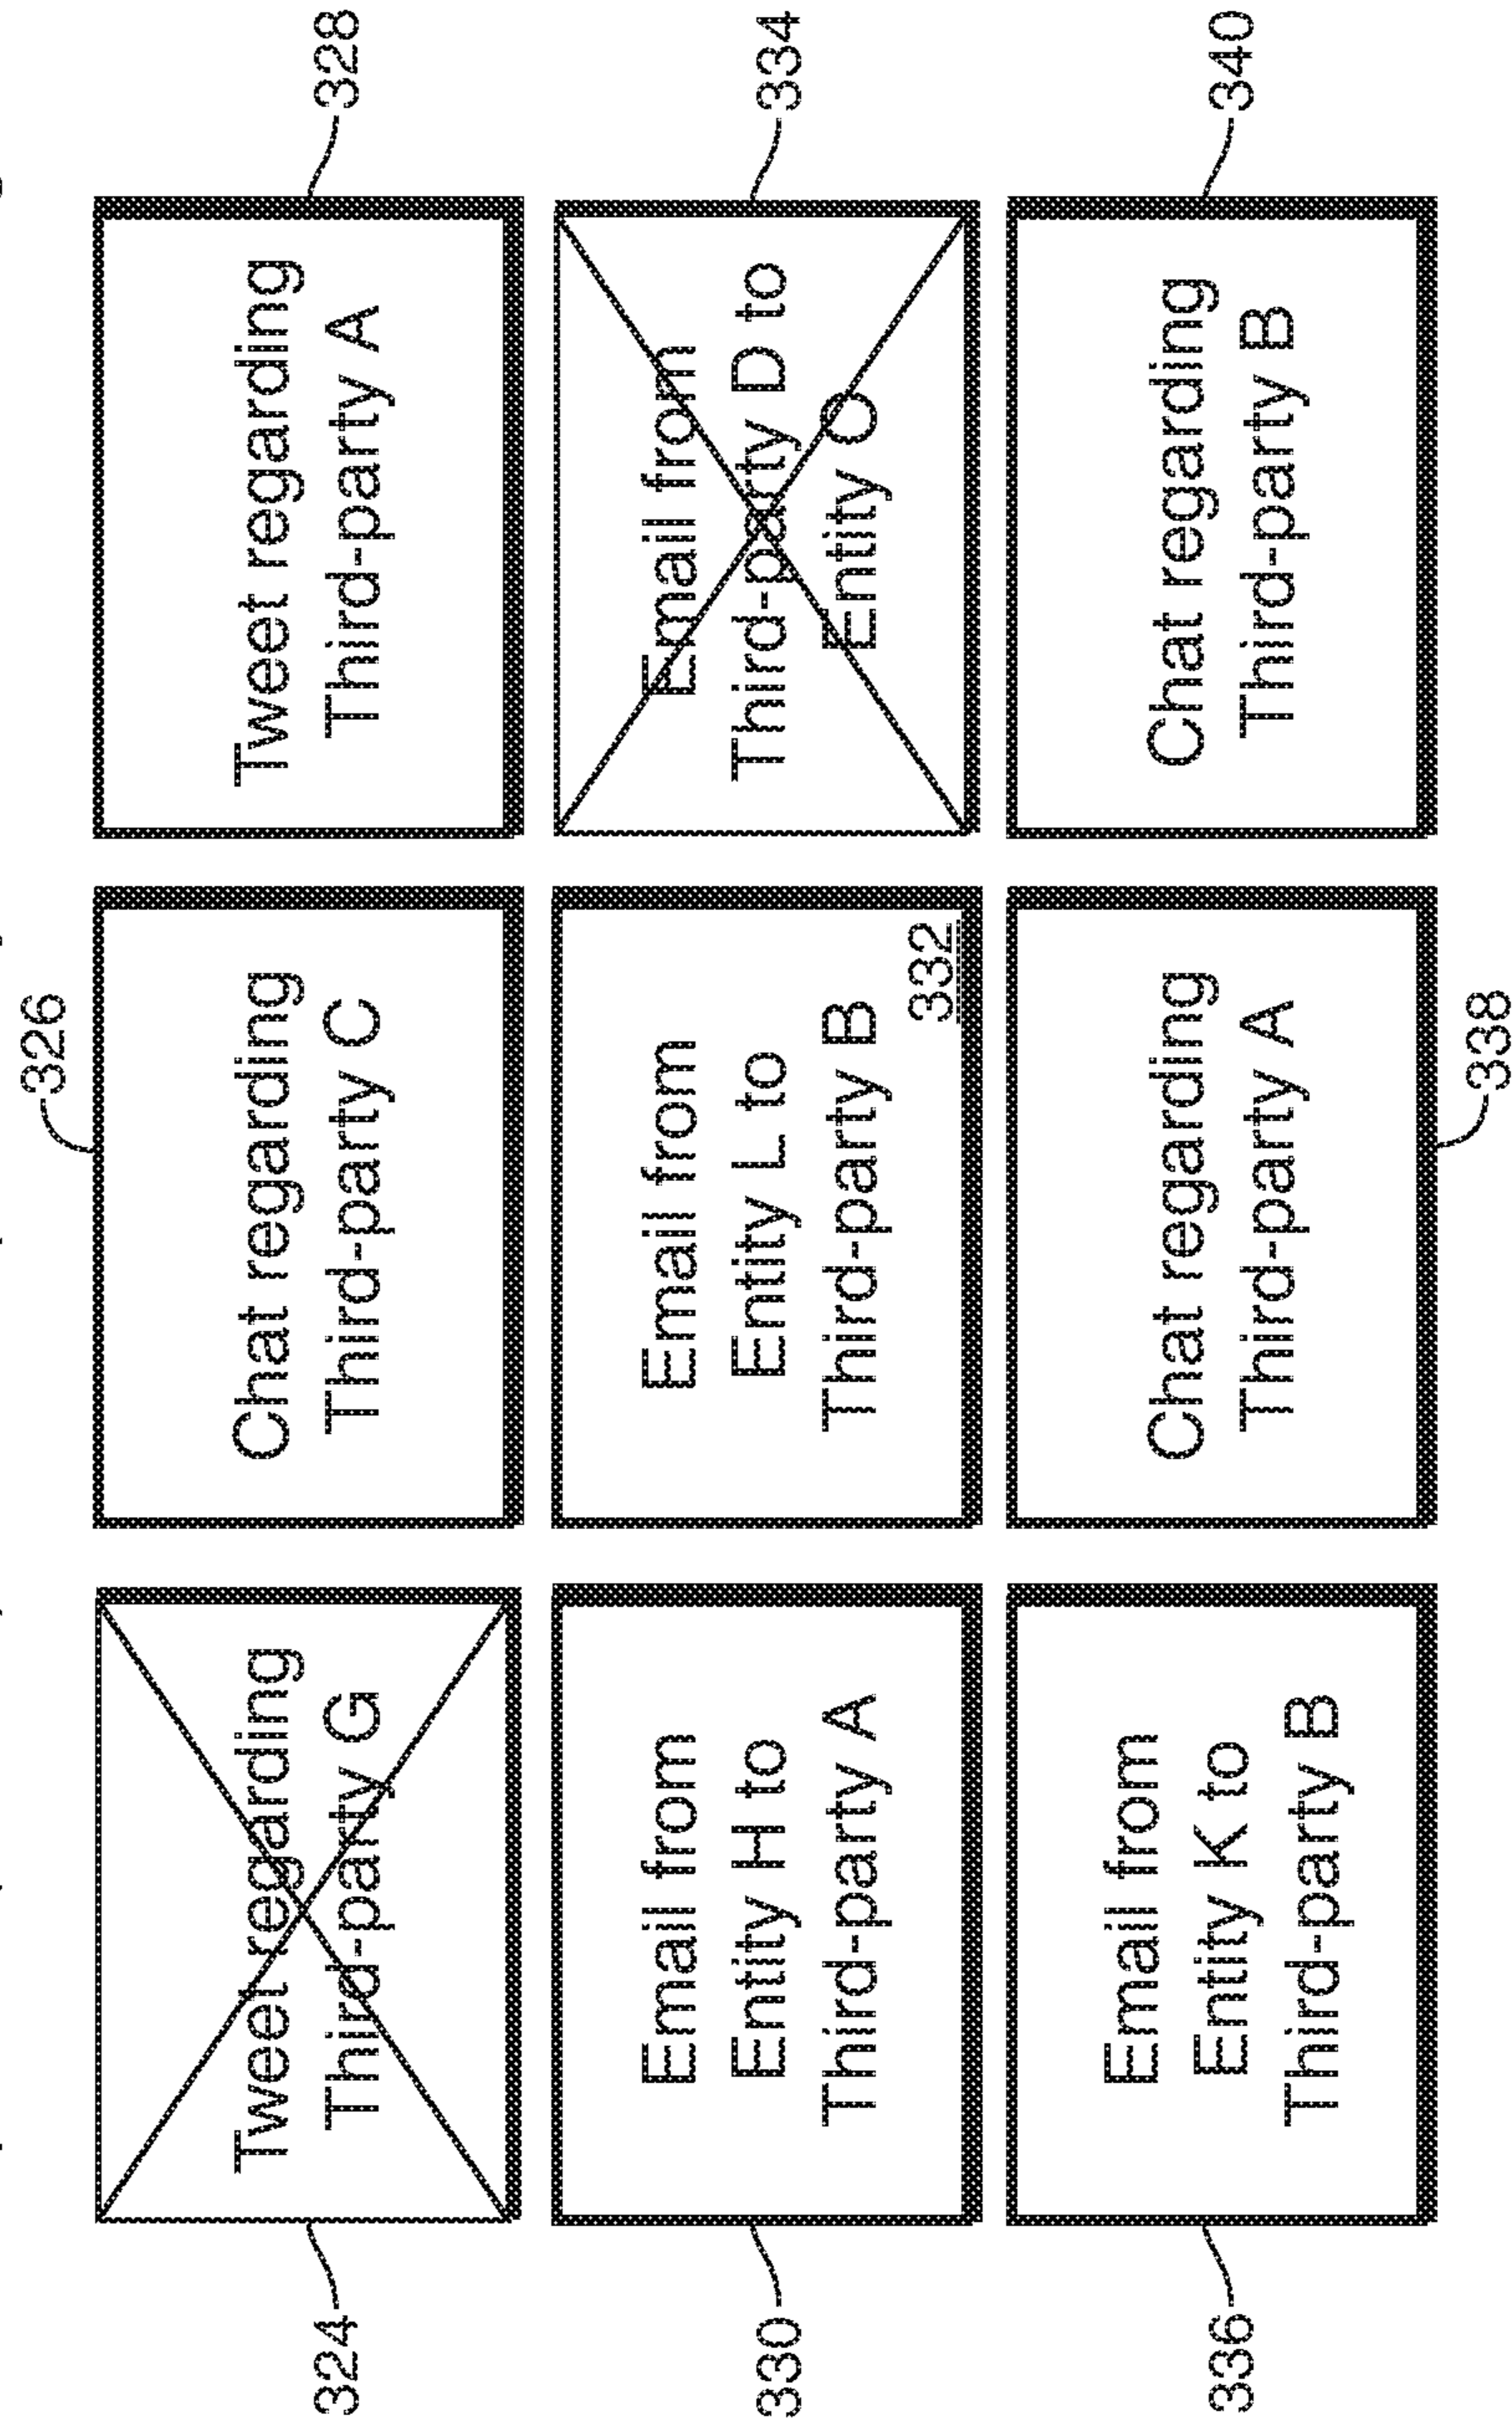 326
324
Tweet regarding
Third-party G
Chat regarding
Third-party C
Tweet regarding
Third-party A
328
330
Email from
Entity H to
Third-party A
Email from
Entity L to
Third-party B
332
Email from
Third-party D to
Entity O
334
336
Email from
Entity K to
Third-party B
Chat regarding
Third-party A
Chat regarding
Third-party B
340
338